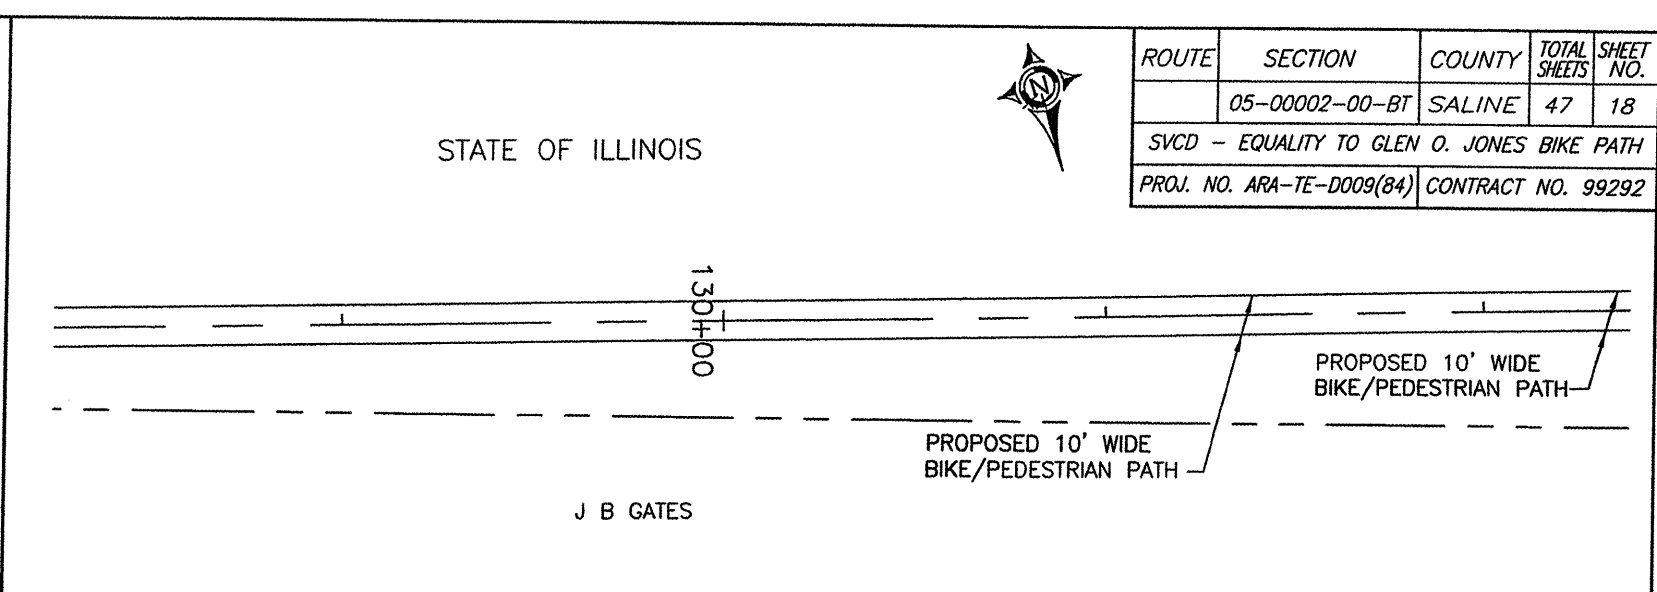 ROUTE SECTION COUNTY TOTAL SHEETS SHEET NO.
05-00002-00-BT SALINE 47 18
SVCD - EQUALITY TO GLEN O. JONES BIKE PATH
PROJ. NO. ARA-TE-D009(84) CONTRACT NO. 99292
N
STATE OF ILLINOIS
130+00
PROPOSED 10' WIDE
BIKE/PEDESTRIAN PATH
PROPOSED 10' WIDE
BIKE/PEDESTRIAN PATH
J B GATES